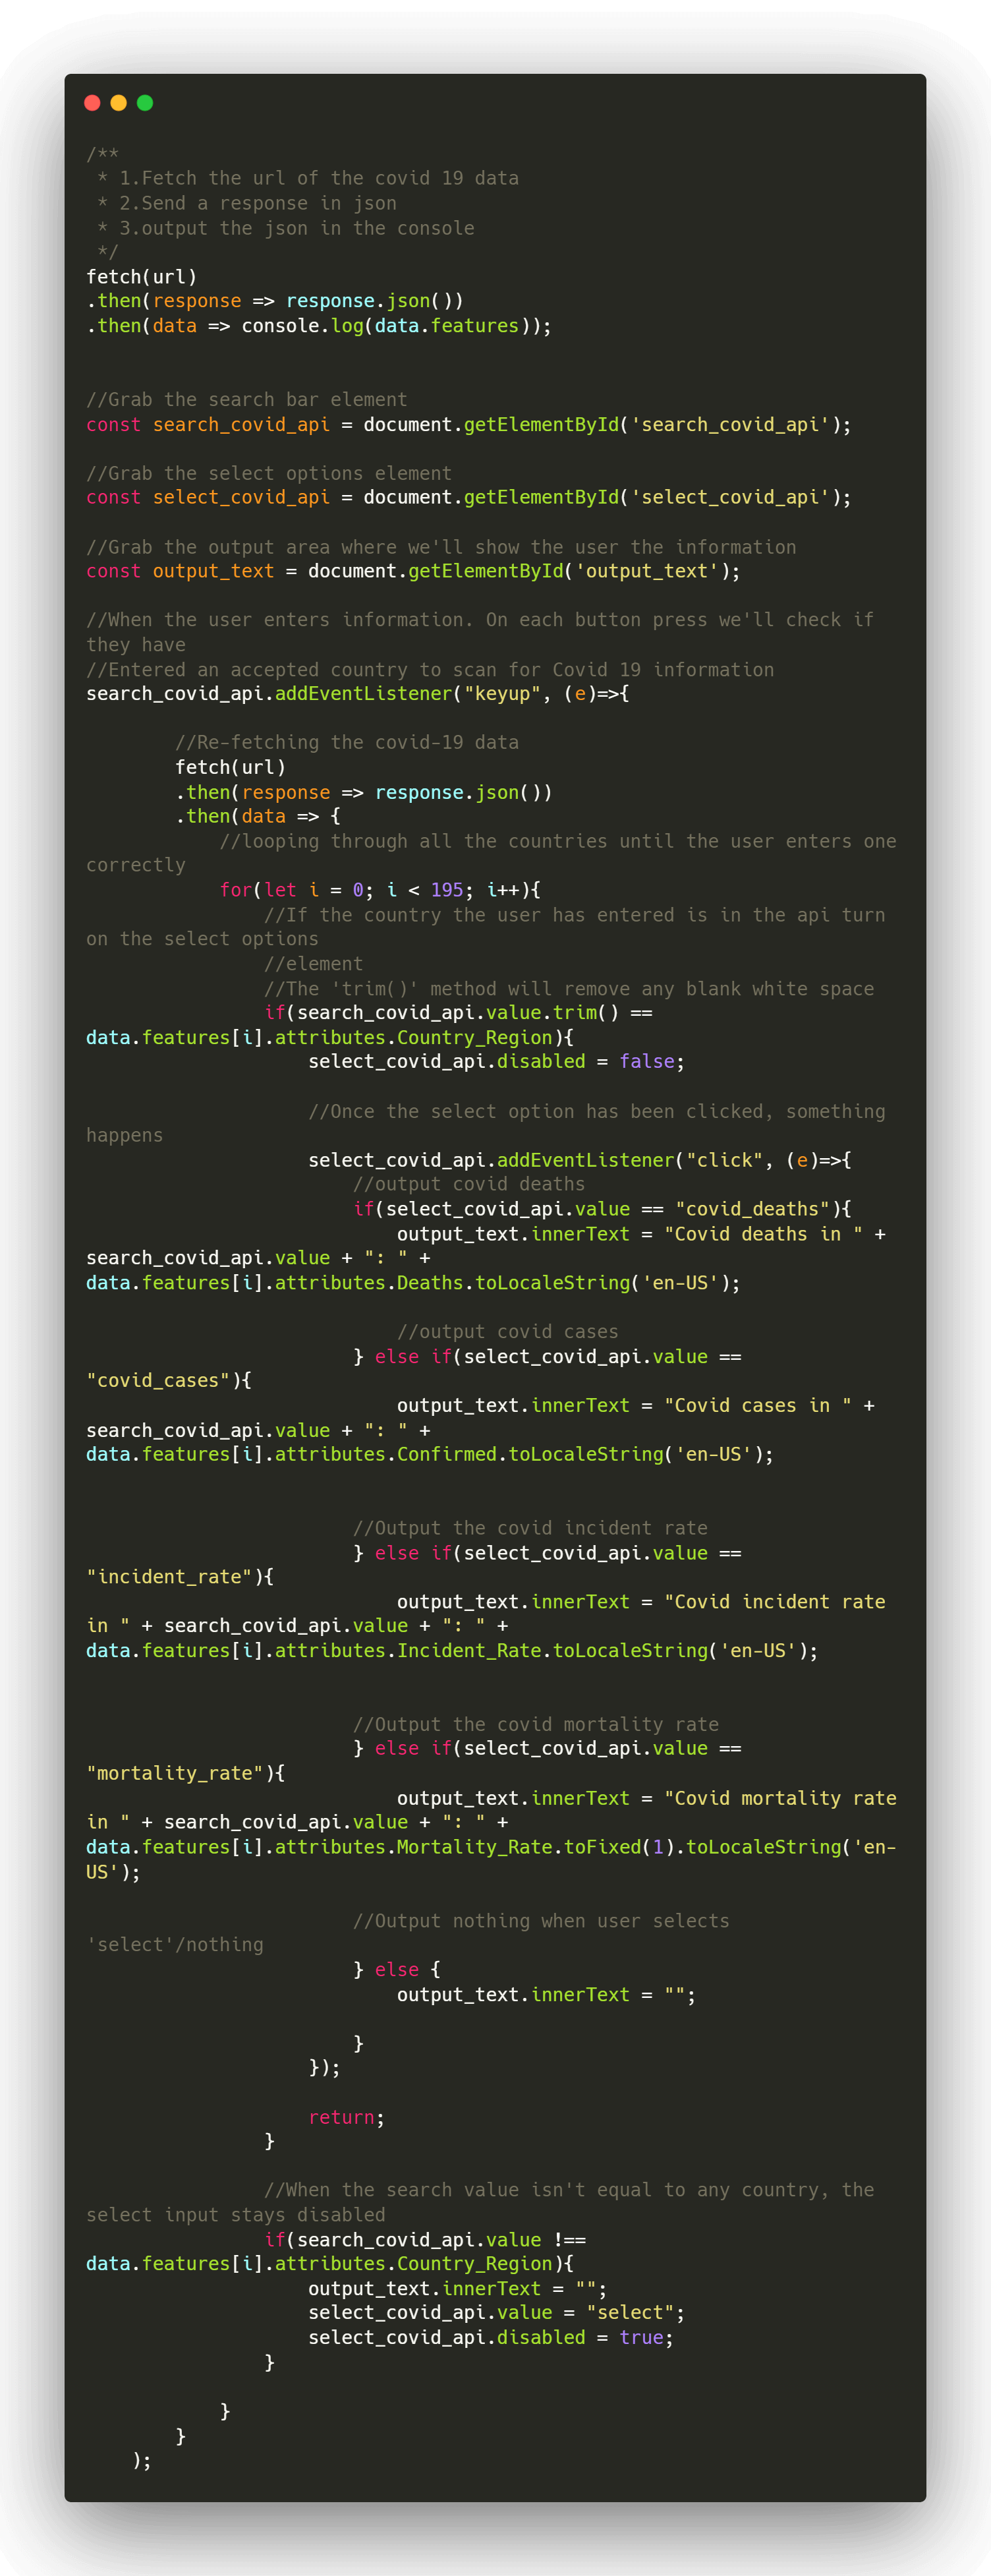 /**
 * 1.Fetch the url of the covid 19 data
 * 2.Send a response in json
 * 3.output the json in the console
 */
fetch(url)
.then(response => response.json())
.then(data => console.log(data.features));
//Grab the search bar element
const search_covid_api = document.getElementById('search_covid_api');
//Grab the select options element
const select_covid_api = document.getElementById('select_covid_api');
//Grab the output area where we'll show the user the information
const output_text = document.getElementById('output_text');
//When the user enters information. On each button press we'll check if
they have
//Entered an accepted country to scan for Covid 19 information
search_covid_api.addEventListener("keyup", (e)=>{
        //Re-fetching the covid-19 data
        fetch(url)
        .then(response => response.json())
        .then(data => {
            //looping through all the countries until the user enters one
correctly
            for(let i = 0; i < 195; i++){
                //If the country the user has entered is in the api turn
on the select options
                //element
                //The 'trim()' method will remove any blank white space
                if(search_covid_api.value.trim() ==
data.features[i].attributes.Country_Region){
                    select_covid_api.disabled = false;
                    //Once the select option has been clicked, something
happens
                    select_covid_api.addEventListener("click", (e)=>{
                        //output covid deaths
                        if(select_covid_api.value == "covid_deaths"){
                            output_text.innerText = "Covid deaths in " +
search_covid_api.value + ": " +
data.features[i].attributes.Deaths.toLocaleString('en-US');
                            //output covid cases
                        } else if(select_covid_api.value ==
"covid_cases"){
                            output_text.innerText = "Covid cases in " +
search_covid_api.value + ": " +
data.features[i].attributes.Confirmed.toLocaleString('en-US');
                        //Output the covid incident rate
                        } else if(select_covid_api.value ==
"incident_rate"){
                            output_text.innerText = "Covid incident rate
in " + search_covid_api.value + ": " +
data.features[i].attributes.Incident_Rate.toLocaleString('en-US');
                        //Output the covid mortality rate
                        } else if(select_covid_api.value ==
"mortality_rate"){
                            output_text.innerText = "Covid mortality rate
in " + search_covid_api.value + ": " +
data.features[i].attributes.Mortality_Rate.toFixed(1).toLocaleString('en-
US');
                        //Output nothing when user selects
'select'/nothing
                        } else {
                            output_text.innerText = "";
                        }
                    });
                    return;
                }
                //When the search value isn't equal to any country, the
select input stays disabled
                if(search_covid_api.value !==
data.features[i].attributes.Country_Region){
                    output_text.innerText = "";
                    select_covid_api.value = "select";
                    select_covid_api.disabled = true;
                }
            }
        }
    );